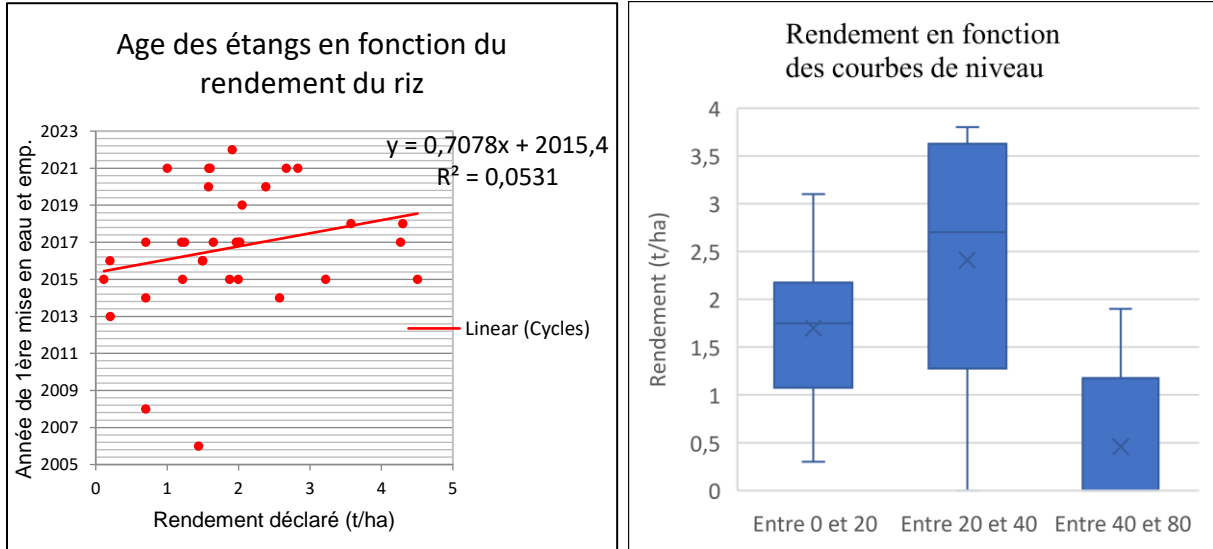 Age des étangs en fonction du
rendement du riz
y = 0,7078x + 2015,4
R² = 0,0531
Année de 1ère mise en eau et emp.
2023
2021
2019
2017
2015
2013
2011
2009
2007
2005
Linear (Cycles)
0 1 2 3 4 5
Rendement déclaré (t/ha)
Rendement en fonction
des courbes de niveau
Rendement (t/ha)
4
3,5
3
2,5
2
1,5
1
0,5
0
Entre 0 et 20 Entre 20 et 40 Entre 40 et 80